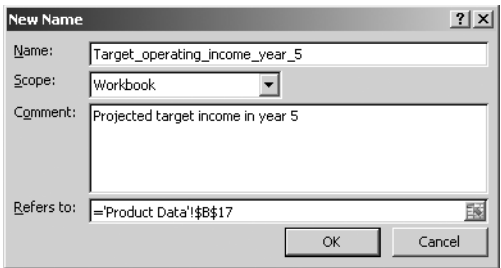 New Name
Name: Target_operating_income_year_5
Scope: Workbook
Comment: Projected target income in year 5
Refers to: ='Product Data'!$B$17
OK Cancel